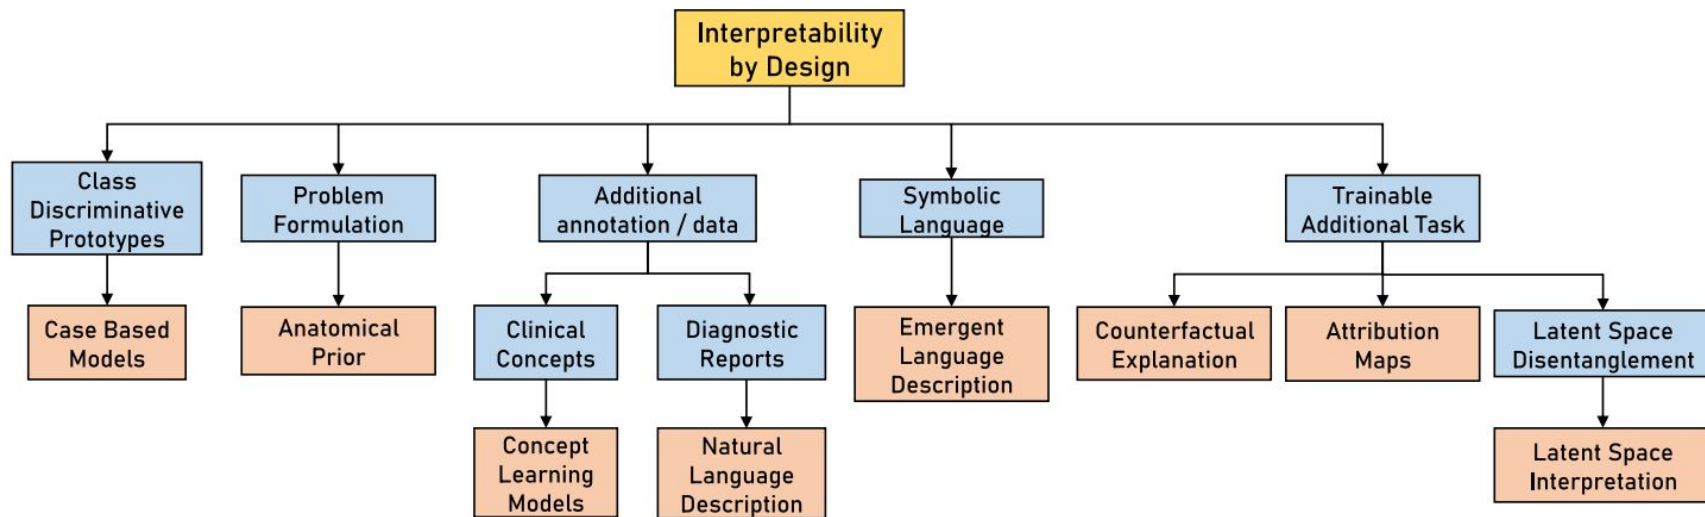 Interpretability
by Design
Class
Discriminative
Prototypes
Problem
Formulation
Additional
annotation / data
Symbolic
Language
Trainable
Additional Task
Case Based
Models
Anatomical
Prior
Clinical
Concepts
Diagnostic
Reports
Emergent
Language
Description
Counterfactual
Explanation
Attribution
Maps
Latent Space
Disentanglement
Concept
Learning
Models
Natural
Language
Description
Latent Space
Interpretation